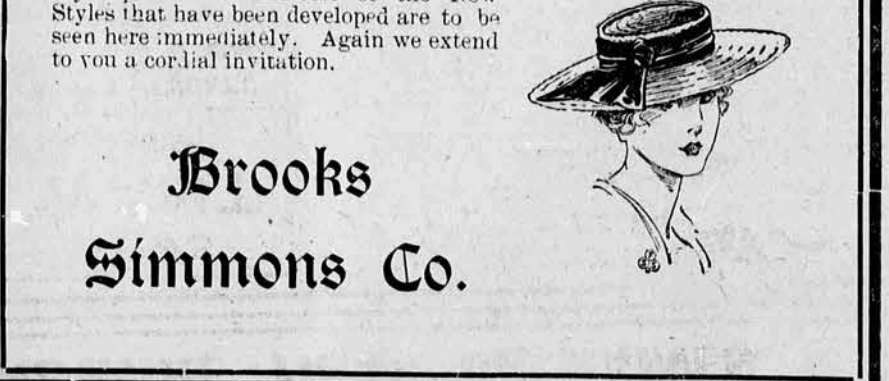 Styles that have been developed are to be
seen here immediately. Again we extend
to you a cordial invitation.
Brooks
Simmons Co.